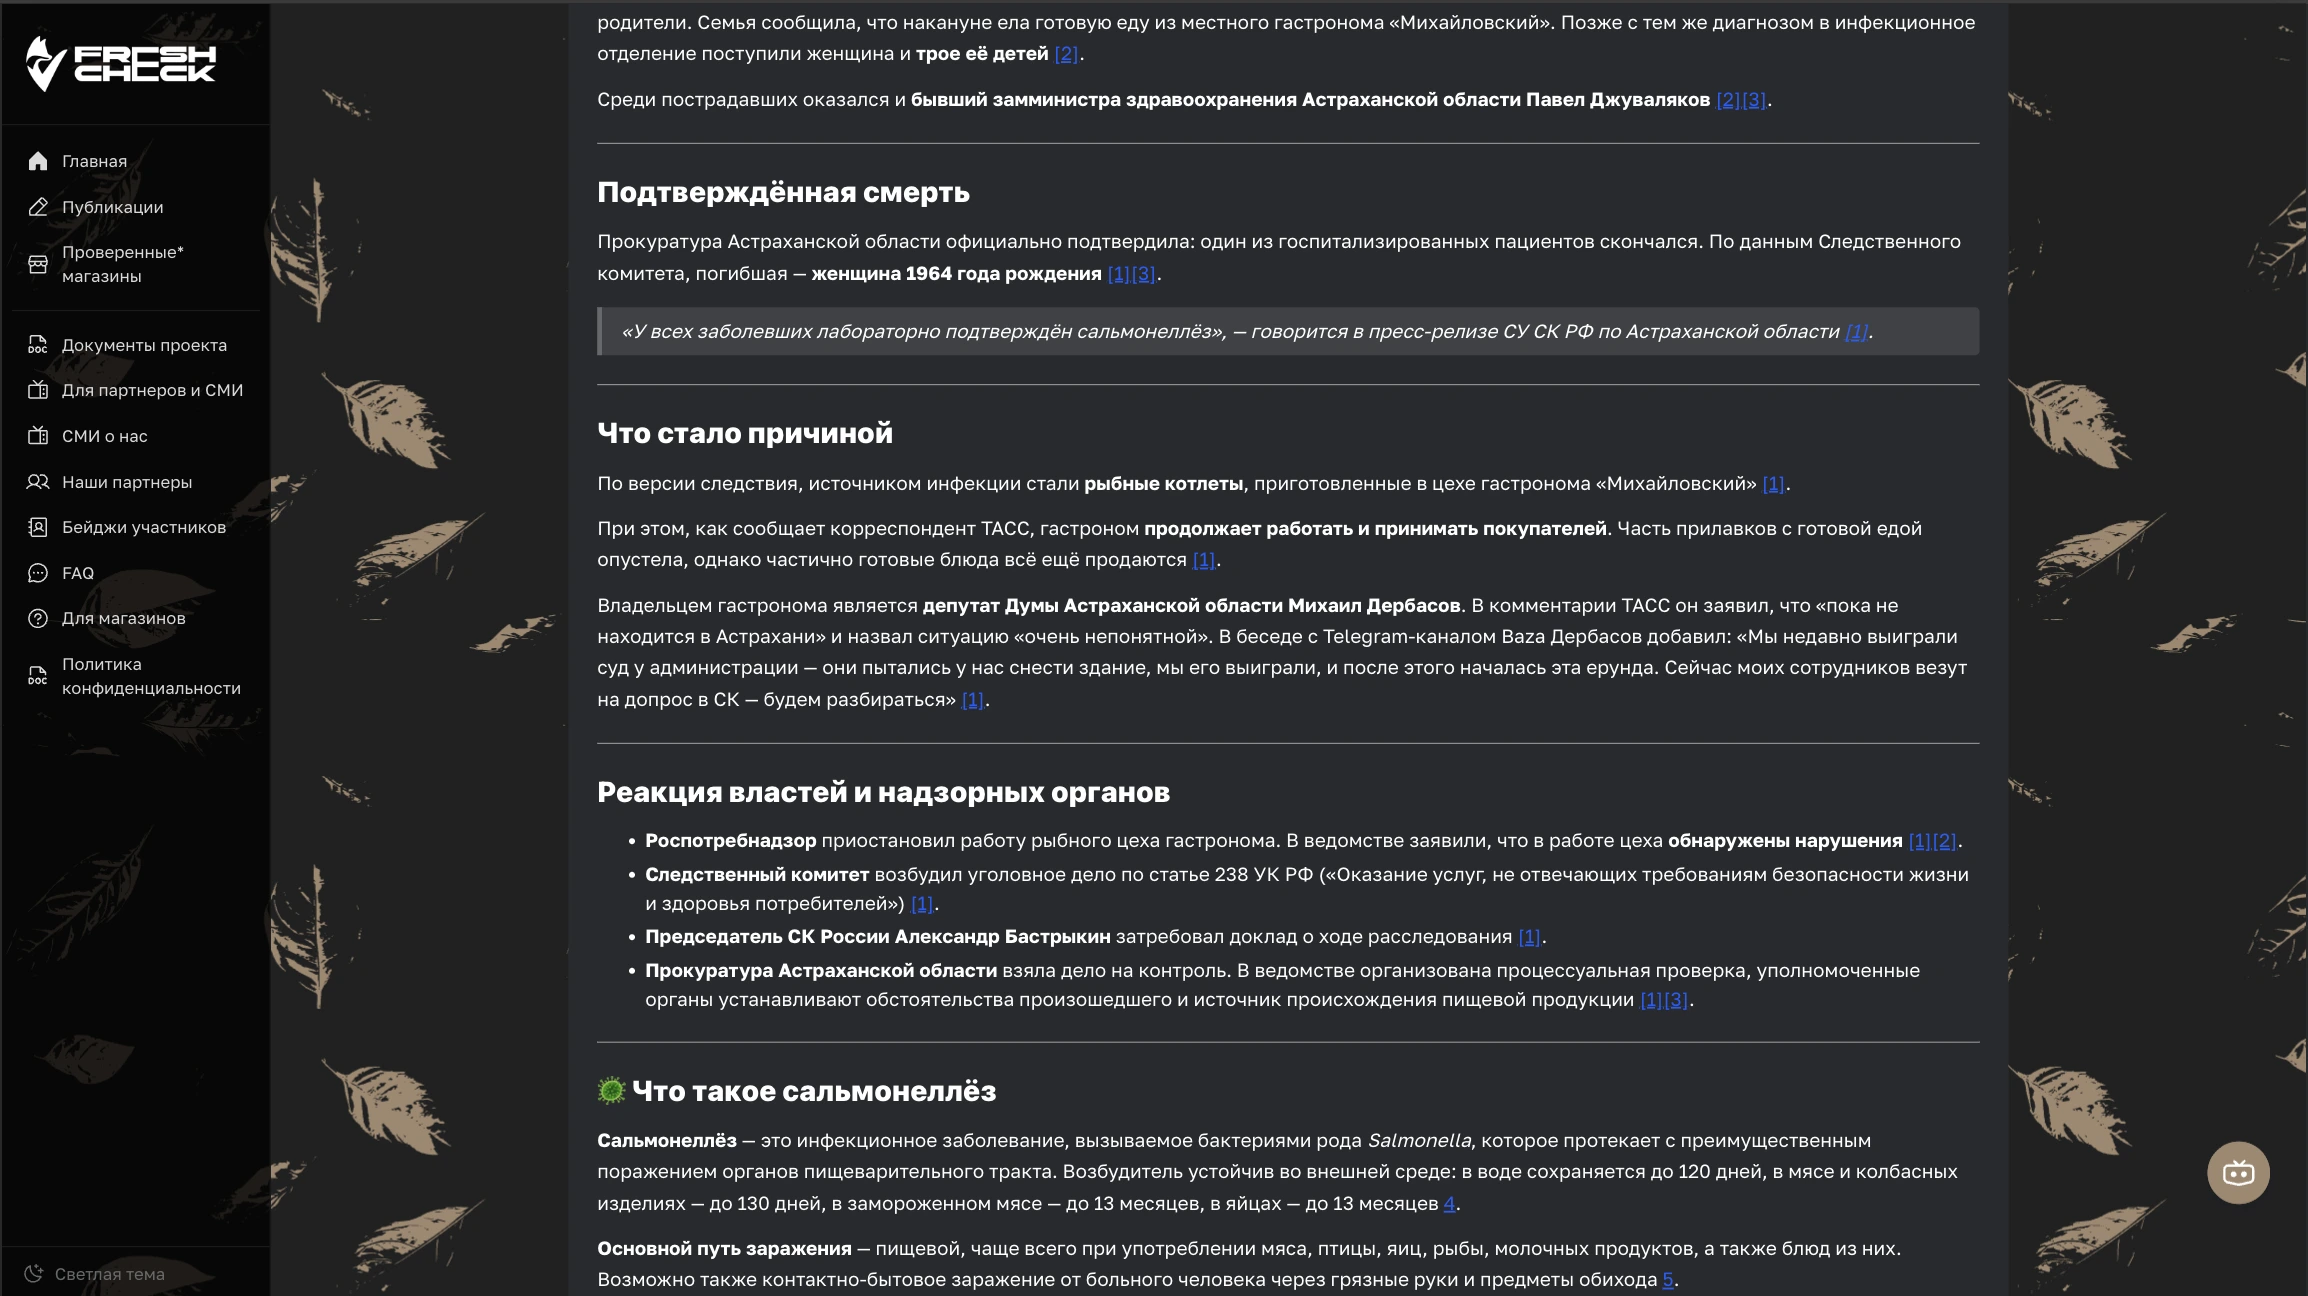 FRESH
CHECK
Главная
Публикации
Проверенные*
магазины
Документы проекта
Для партнеров и СМИ
СМИ о нас
Наши партнеры
Бейджи участников
FAQ
Для магазинов
Политика
конфиденциальности
Светлая тема
родители. Семья сообщила, что накануне ела готовую еду из местного гастронома «Михайловский». Позже с тем же диагнозом в инфекционное
отделение поступили женщина и трое её детей [2].
Среди пострадавших оказался и бывший замминистра здравоохранения Астраханской области Павел Джуваляков [2][3].
Подтверждённая смерть
Прокуратура Астраханской области официально подтвердила: один из госпитализированных пациентов скончался. По данным Следственного
комитета, погибшая — женщина 1964 года рождения [1][3].
«У всех заболевших лабораторно подтверждён сальмонеллёз», — говорится в пресс-релизе СУ СК РФ по Астраханской области [1].
Что стало причиной
По версии следствия, источником инфекции стали рыбные котлеты, приготовленные в цехе гастронома «Михайловский» [1].
При этом, как сообщает корреспондент ТАСС, гастроном продолжает работать и принимать покупателей. Часть прилавков с готовой едой
опустела, однако частично готовые блюда всё ещё продаются [1].
Владельцем гастронома является депутат Думы Астраханской области Михаил Дербасов. В комментарии ТАСС он заявил, что «пока не
находится в Астрахани» и назвал ситуацию «очень непонятной». В беседе с Telegram-каналом Baza Дербасов добавил: «Мы недавно выиграли
суд у администрации — они пытались у нас снести здание, мы его выиграли, и после этого началась эта ерунда. Сейчас моих сотрудников везут
на допрос в СК — будем разбираться» [1].
Реакция властей и надзорных органов
• Роспотребнадзор приостановил работу рыбного цеха гастронома. В ведомстве заявили, что в работе цеха обнаружены нарушения [1][2].
• Следственный комитет возбудил уголовное дело по статье 238 УК РФ («Оказание услуг, не отвечающих требованиям безопасности жизни
и здоровья потребителей») [1].
• Председатель СК России Александр Бастрыкин затребовал доклад о ходе расследования [1].
• Прокуратура Астраханской области взяла дело на контроль. В ведомстве организована процессуальная проверка, уполномоченные
органы устанавливают обстоятельства произошедшего и источник происхождения пищевой продукции [1][3].
Что такое сальмонеллёз
Сальмонеллёз — это инфекционное заболевание, вызываемое бактериями рода Salmonella, которое протекает с преимущественным
поражением органов пищеварительного тракта. Возбудитель устойчив во внешней среде: в воде сохраняется до 120 дней, в мясе и колбасных
изделиях — до 130 дней, в замороженном мясе — до 13 месяцев, в яйцах — до 13 месяцев 4.
Основной путь заражения — пищевой, чаще всего при употреблении мяса, птицы, яиц, рыбы, молочных продуктов, а также блюд из них.
Возможно также контактно-бытовое заражение от больного человека через грязные руки и предметы обихода 5.